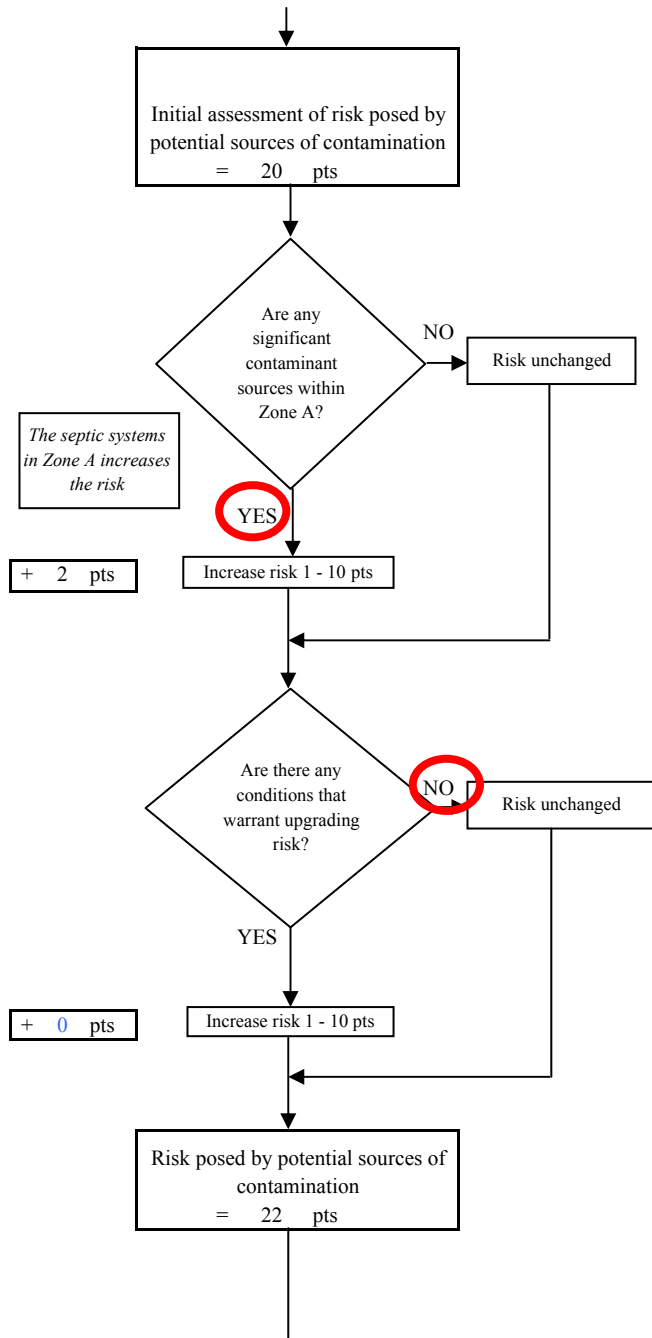 Initial assessment of risk posed by
potential sources of contamination
= 20 pts
Are any
significant
contaminant
sources within
Zone A?
NO
Risk unchanged
The septic systems
in Zone A increases
the risk
YES
+ 2 pts
Increase risk 1 - 10 pts
Are there any
conditions that
warrant upgrading
risk?
NO
Risk unchanged
YES
+ 0 pts
Increase risk 1 - 10 pts
Risk posed by potential sources of
contamination
= 22 pts